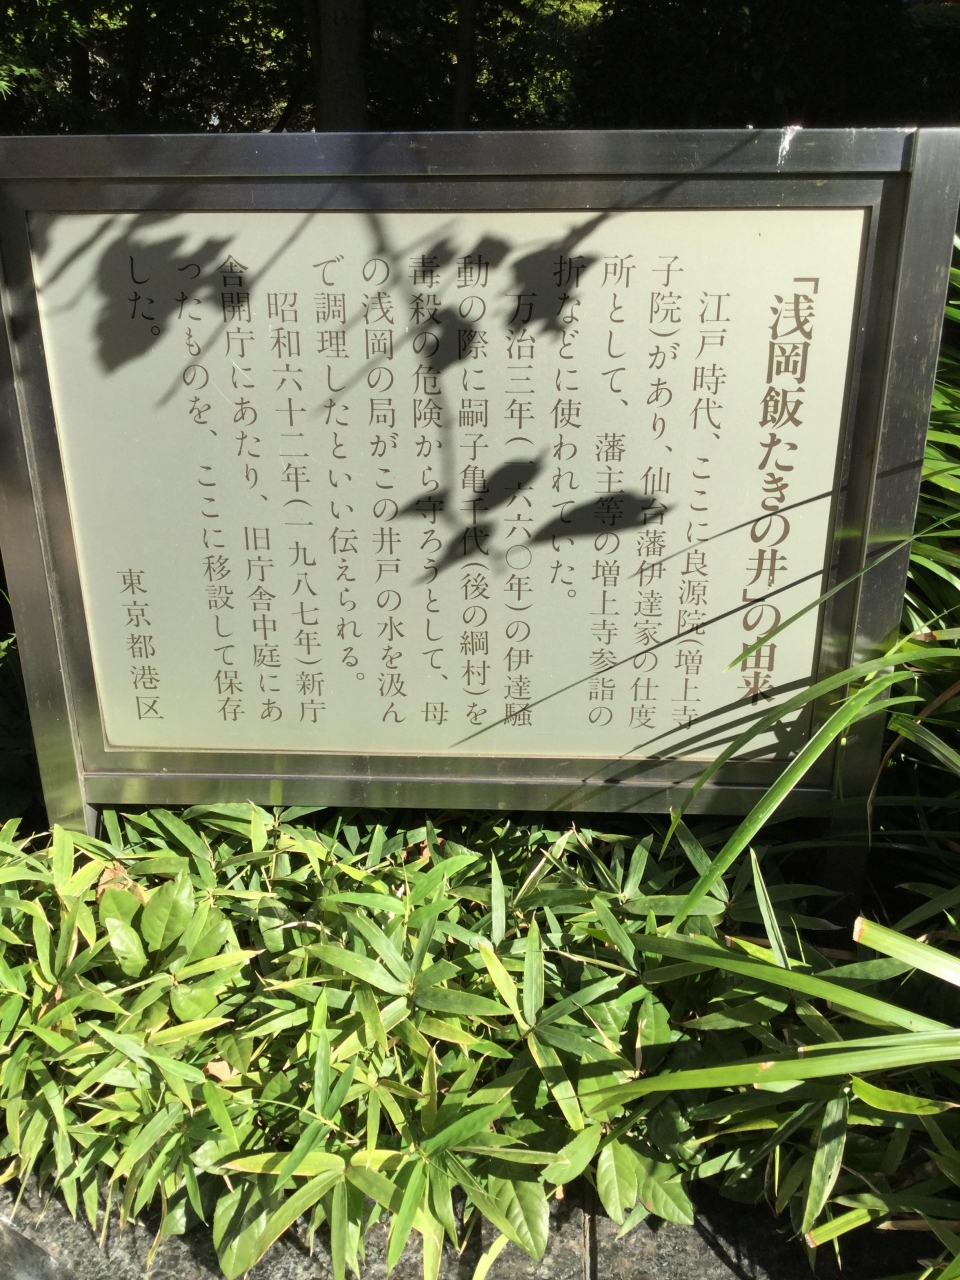 「浅岡飯たきの井」の由来
江戸時代、ここに良源院(増上寺
子院)があり、仙台藩伊達家の仕度
所として、藩主等の増上寺参詣の
折などに使われていた。
万治三年(一六六〇年)の伊達騒
動の際に嗣子亀千代(後の綱村)を
毒殺の危険から守ろうとして、母
の浅岡の局がこの井戸の水を汲ん
で調理したといい伝えられる。
昭和六十二年(一九八七年)新庁
舎開庁にあたり、旧庁舎中庭にあ
ったものを、ここに移設して保存
した。
東京都港区